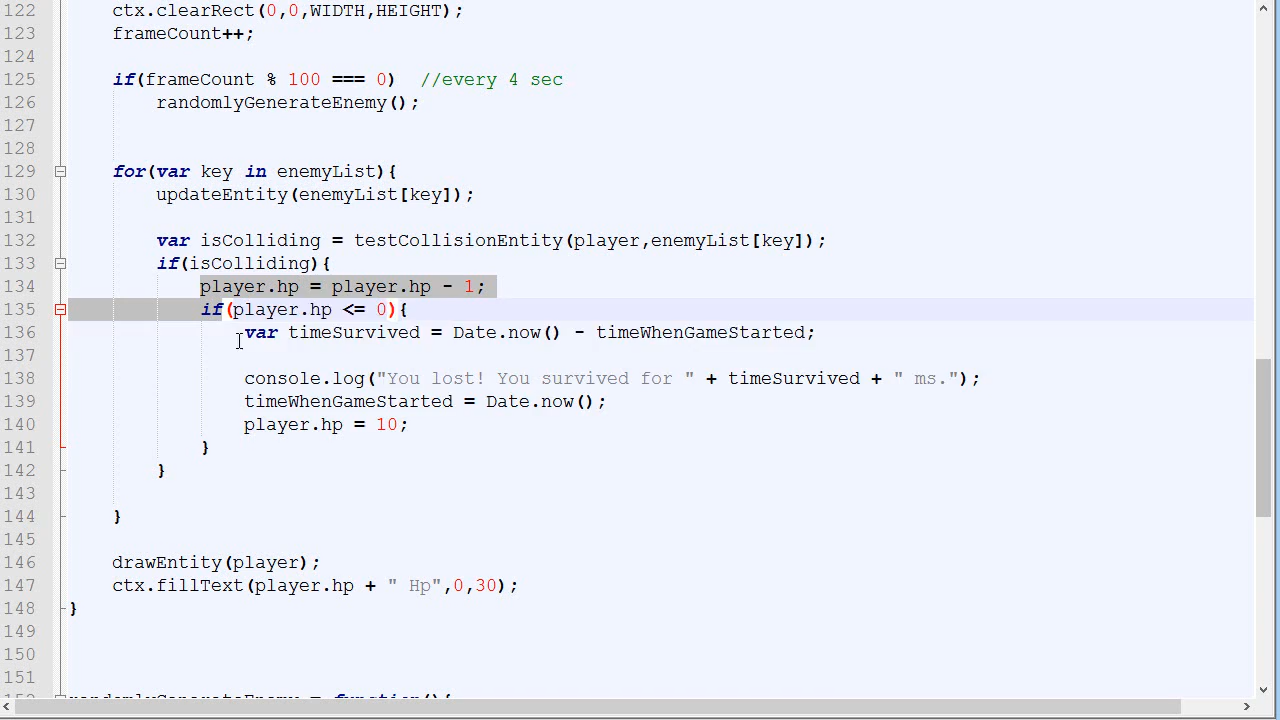 122 ctx.clearRect(0,0,WIDTH,HEIGHT);
123 frameCount++;
124
125 if(frameCount % 100 === 0) //every 4 sec
126 randomlyGenerateEnemy();
127
128
129 for(var key in enemyList){
130 updateEntity(enemyList[key]);
131
132 var isColliding = testCollisionEntity(player,enemyList[key]);
133 if(isColliding){
134 player.hp = player.hp - 1;
135 if(player.hp <= 0){
136 var timeSurvived = Date.now() - timeWhenGameStarted;
137
138 console.log("You lost! You survived for " + timeSurvived + " ms.");
139 timeWhenGameStarted = Date.now();
140 player.hp = 10;
141 }
142 }
143
144 }
145
146 drawEntity(player);
147 ctx.fillText(player.hp + " Hp",0,30);
148 }
149
150
151
randomlyGenerateEnemy = function(){